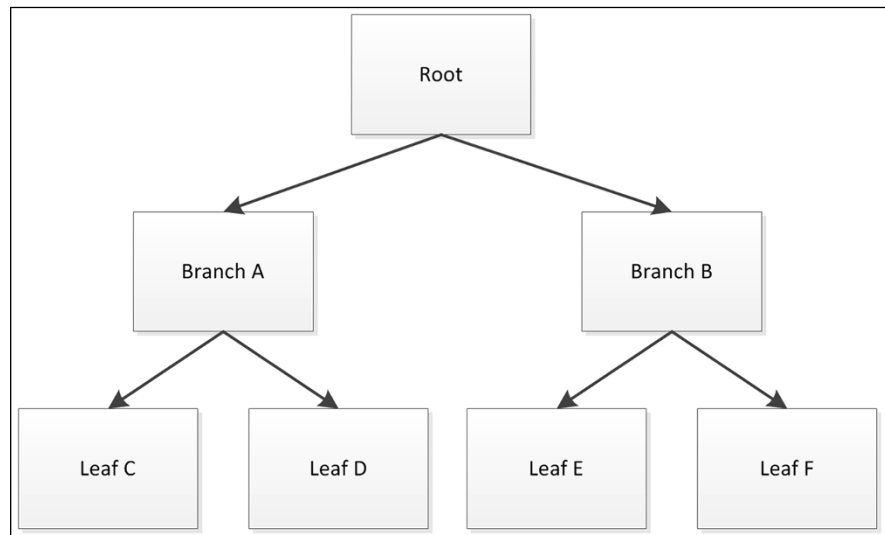 Root
Branch A
Branch B
Leaf C
Leaf D
Leaf E
Leaf F